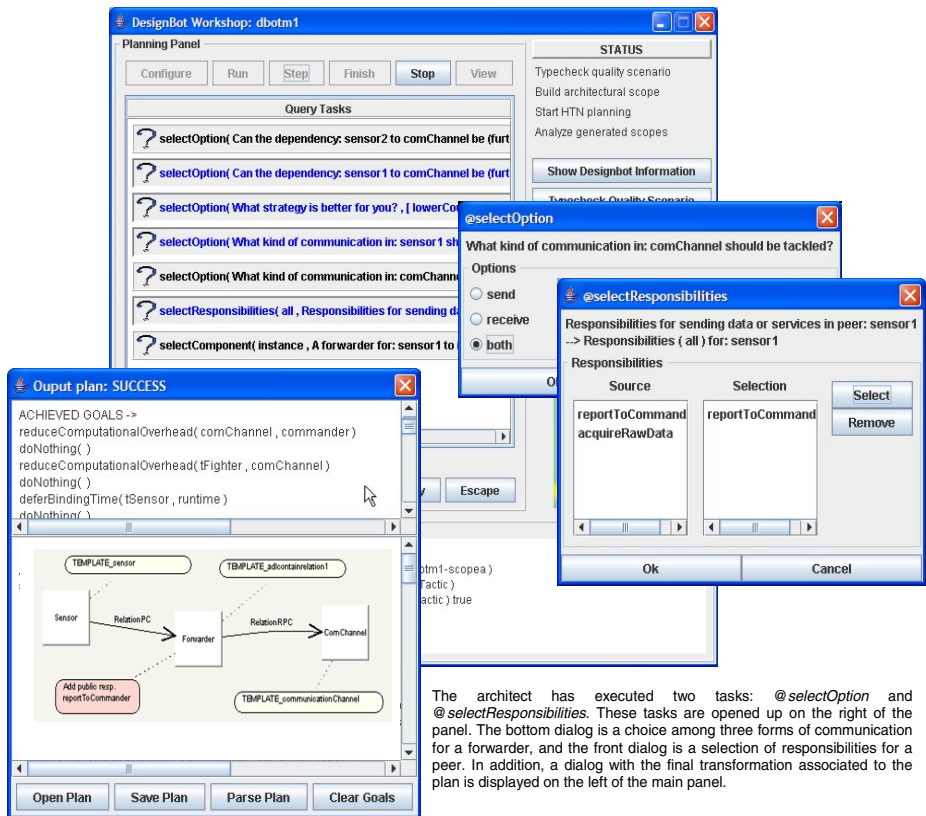 DesignBot Workshop: dbotm1
Planning Panel
Configure Run Step Finish Stop View
Query Tasks
selectOption( Can the dependency: sensor2 to comChannel be (furt
selectOption( Can the dependency: sensor1 to comChannel be (furt
selectOption( What strategy is better for you? , [ lowerCou
selectOption( What kind of communication in: sensor1 sh
selectOption( What kind of communication in: comChann
selectResponsibilities( all , Responsibilities for sending da
selectComponent( instance , A forwarder for: sensor1 to i
Escape
STATUS
Typecheck quality scenario
Build architectural scope
Start HTN planning
Analyze generated scopes
Show Designbot Information
Typecheck Quality Scenario
@selectOption
What kind of communication in: comChannel should be tackled?
Options
send
receive
both
@selectResponsibilities
Responsibilities for sending data or services in peer: sensor1
--> Responsibilities ( all ) for: sensor1
Responsibilities
Source Selection
reportToCommand reportToCommand
acquireRawData
Select
Remove
Ok Cancel
otm1-scopea )
Tactic )
actic ) true
Ouput plan: SUCCESS
ACHIEVED GOALS ->
reduceComputationalOverhead( comChannel , commander )
doNothing( )
reduceComputationalOverhead( tFighter , comChannel )
doNothing( )
deferBindingTime( tSensor , runtime )
doNothing( )
TEMPLATE_sensor
TEMPLATE_adlcontainrelation1
Sensor
RelationPC
Forwarder
RelationRPC
ComChannel
Add public resp.
reportToCommander
TEMPLATE_communicationChannel
Open Plan Save Plan Parse Plan Clear Goals
The architect has executed two tasks: @selectOption and
@selectResponsibilities. These tasks are opened up on the right of the
panel. The bottom dialog is a choice among three forms of communication
for a forwarder, and the front dialog is a selection of responsibilities for a
peer. In addition, a dialog with the final transformation associated to the
plan is displayed on the left of the main panel.